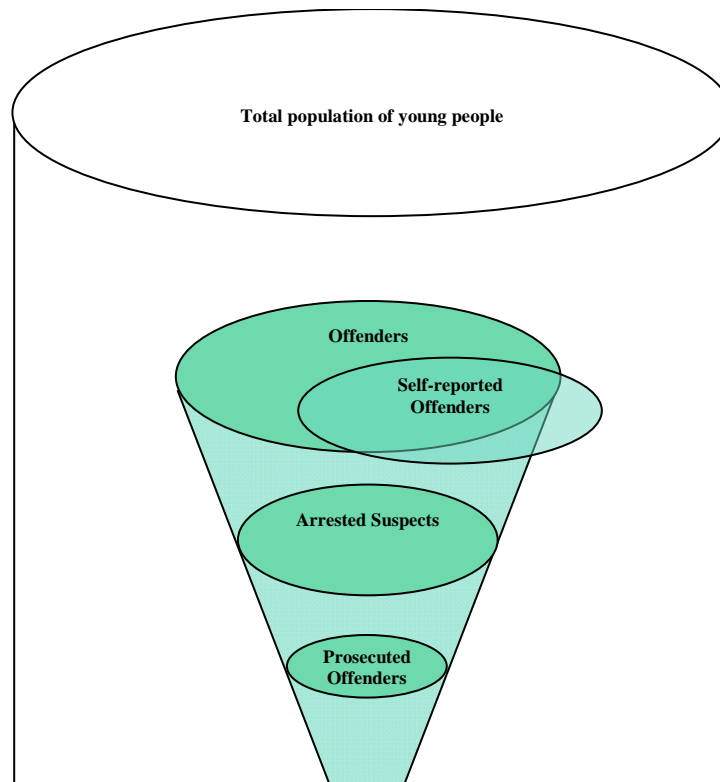 Total population of young people
Offenders
Self-reported
Offenders
Arrested Suspects
Prosecuted
Offenders